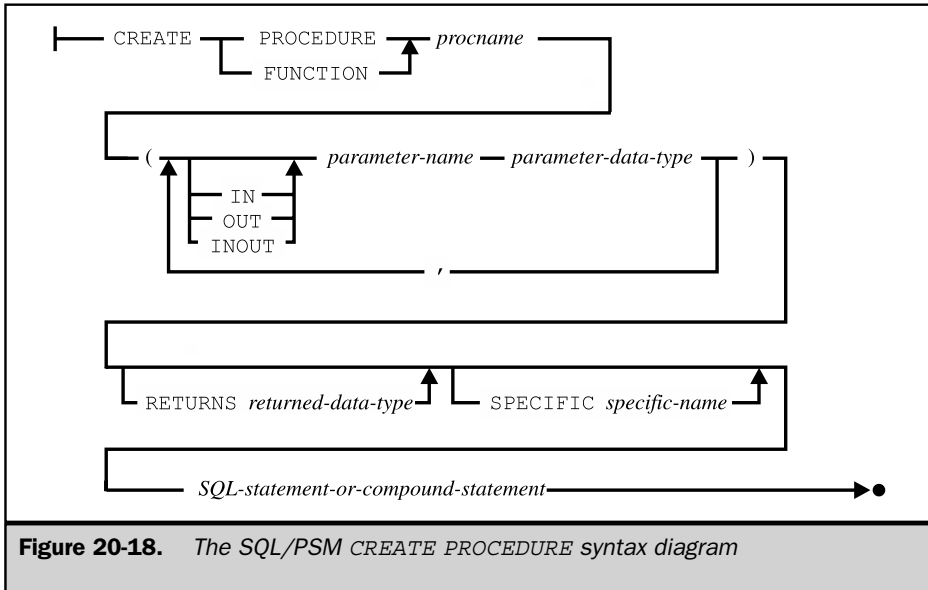 CREATE PROCEDURE procname
FUNCTION
( parameter-name parameter-data-type )
IN
OUT
INOUT
,
RETURNS returned-data-type SPECIFIC specific-name
SQL-statement-or-compound-statement
Figure 20-18. The SQL/PSM CREATE PROCEDURE syntax diagram